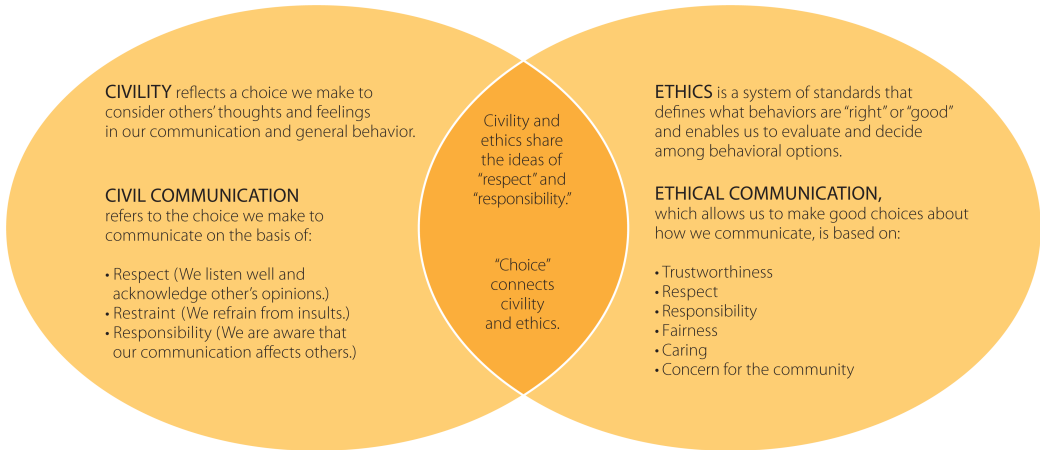 CIVILITY reflects a choice we make to
consider others’ thoughts and feelings
in our communication and general behavior.
CIVIL COMMUNICATION
refers to the choice we make to
communicate on the basis of:
• Respect (We listen well and
acknowledge other’s opinions.)
• Restraint (We refrain from insults.)
• Responsibility (We are aware that
our communication affects others.)
Civility and
ethics share
the ideas of
“respect” and
“responsibility.”
“Choice”
connects
civility
and ethics.
ETHICS is a system of standards that
defines what behaviors are “right” or “good”
and enables us to evaluate and decide
among behavioral options.
ETHICAL COMMUNICATION,
which allows us to make good choices about
how we communicate, is based on:
• Trustworthiness
• Respect
• Responsibility
• Fairness
• Caring
• Concern for the community